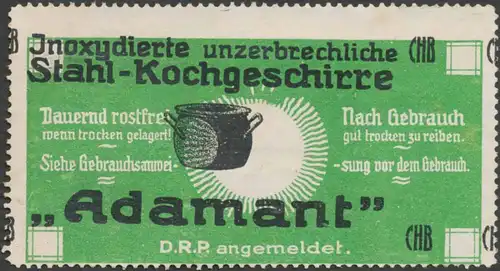 Inoxydierte unzerbrechliche CHB
Stahl-Kochgeschirre
Dauernd rostfrei
wenn trocken gelagert!
Nach Gebrauch
gut trocken zu reiben.
Siehe Gebrauchsanwei-
-sung vor dem Gebrauch.
„Adamant"
D.R.P. angemeldet.
CHB